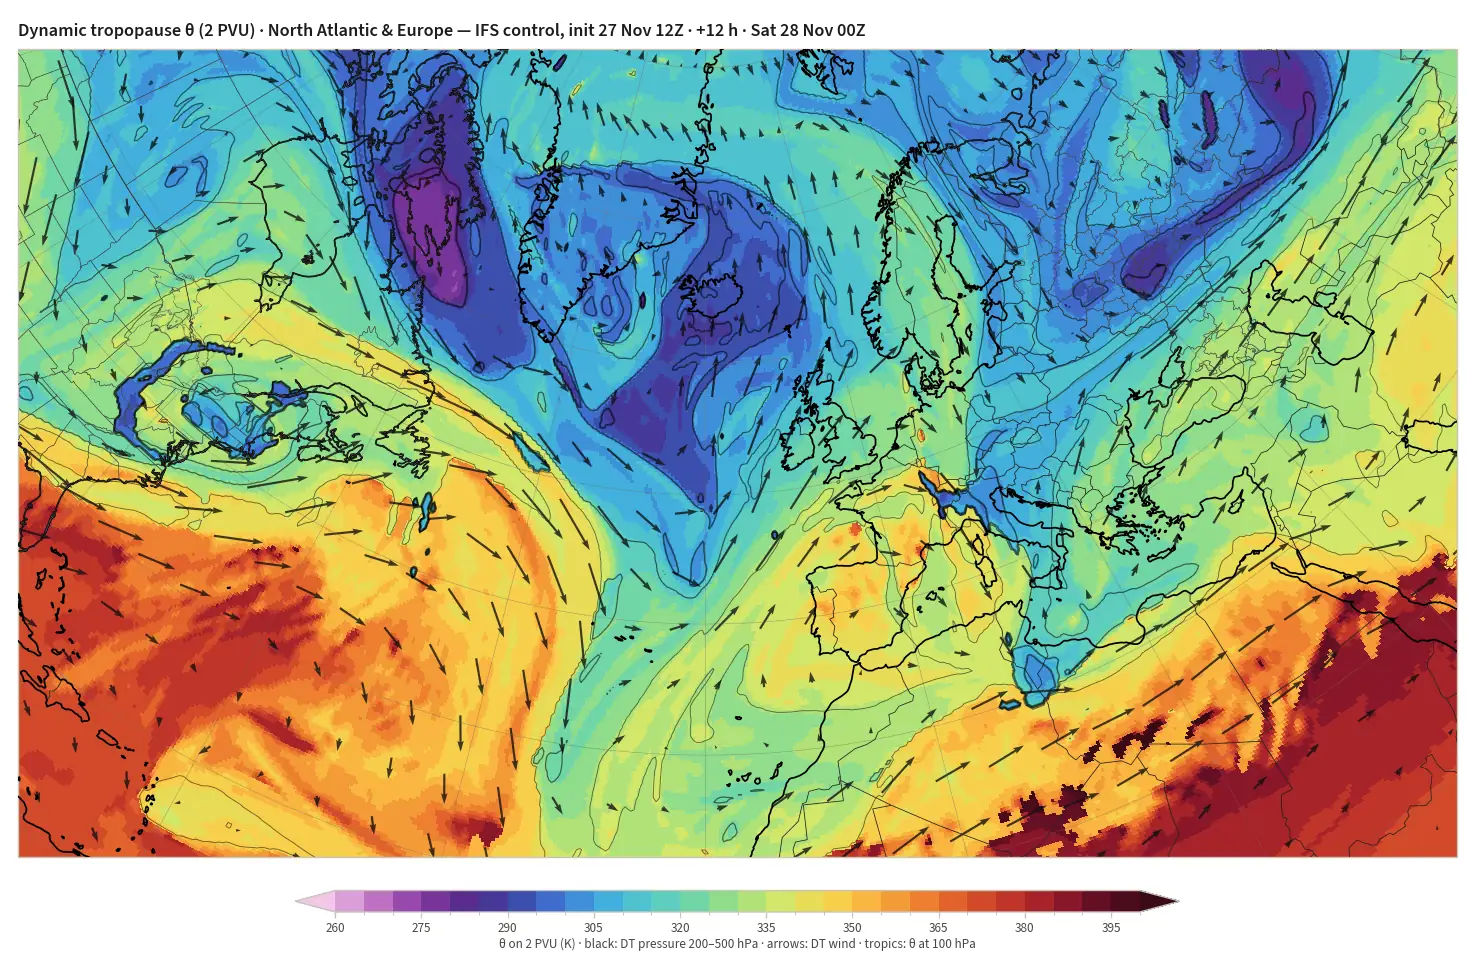 Dynamic tropopause θ (2 PVU) · North Atlantic & Europe — IFS control, init 27 Nov 12Z · +12 h · Sat 28 Nov 00Z
260 275 290 305 320 335 350 365 380 395
θ on 2 PVU (K) · black: DT pressure 200–500 hPa · arrows: DT wind · tropics: θ at 100 hPa